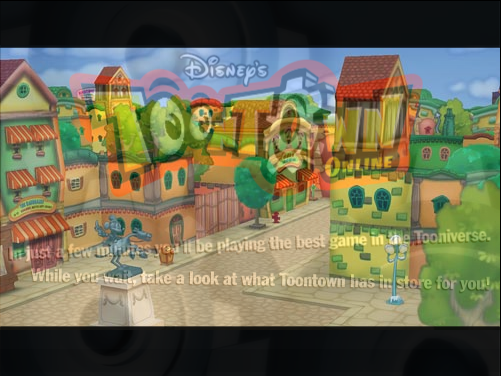 DISNEY'S
TOONTOWN
ONLINE
In just a few minutes you'll be playing the best game in the Tooniverse.
While you wait, take a look at what Toontown has in store for you!